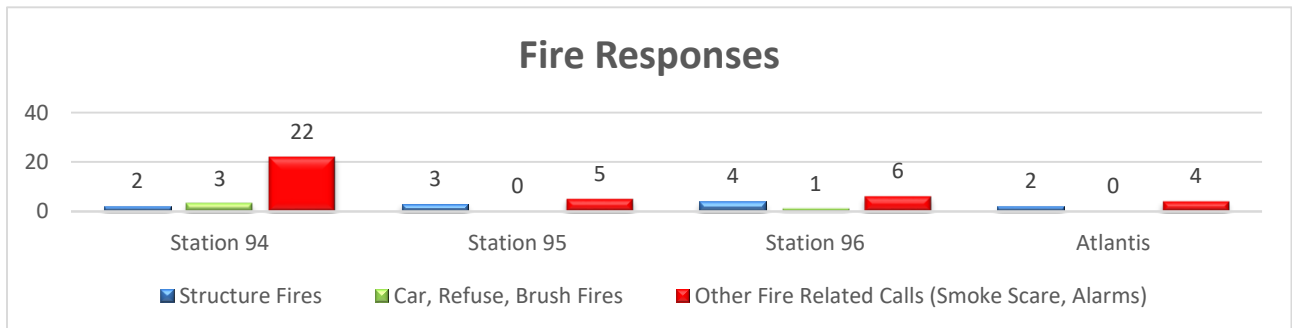 Fire Responses
40
22
20
2 3 3 0 5 4 1 6 2 0 4
0
Station 94 Station 95 Station 96 Atlantis
Structure Fires Car, Refuse, Brush Fires Other Fire Related Calls (Smoke Scare, Alarms)